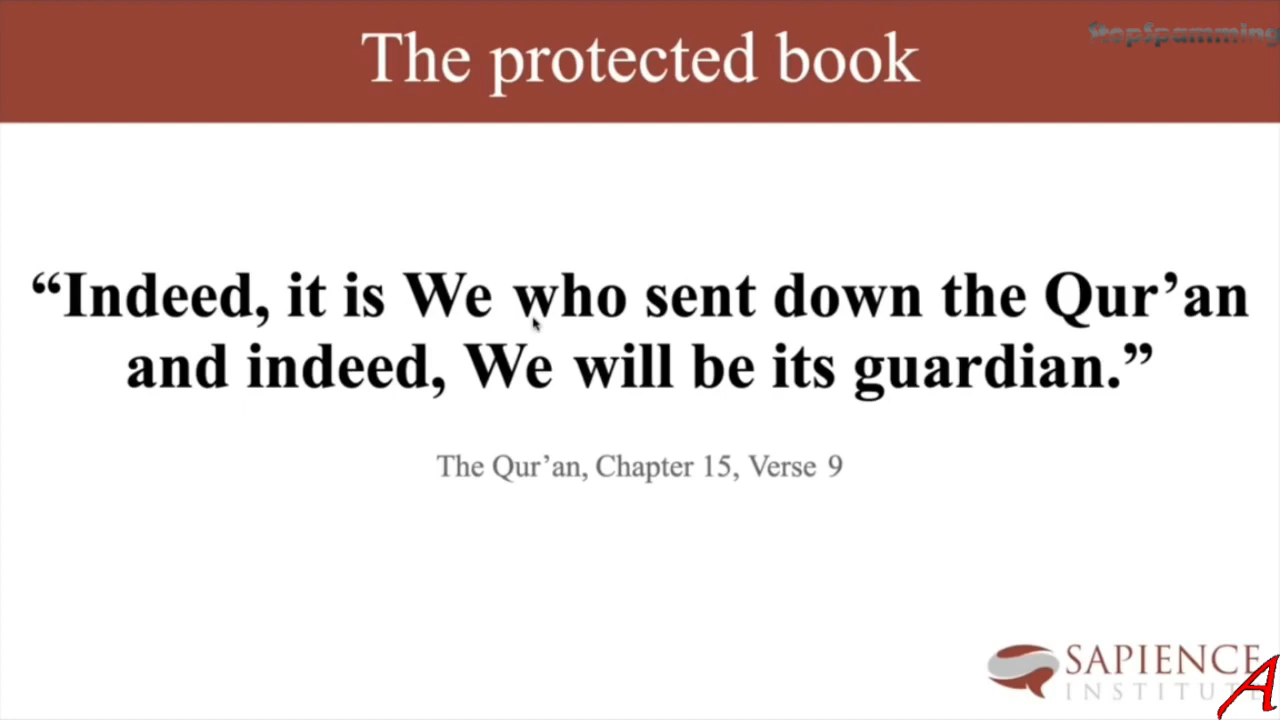 The protected book
StopSpamming
“Indeed, it is We who sent down the Qur’an
and indeed, We will be its guardian.”
The Qur’an, Chapter 15, Verse 9
SAPIENCE
INSTITUTE
A